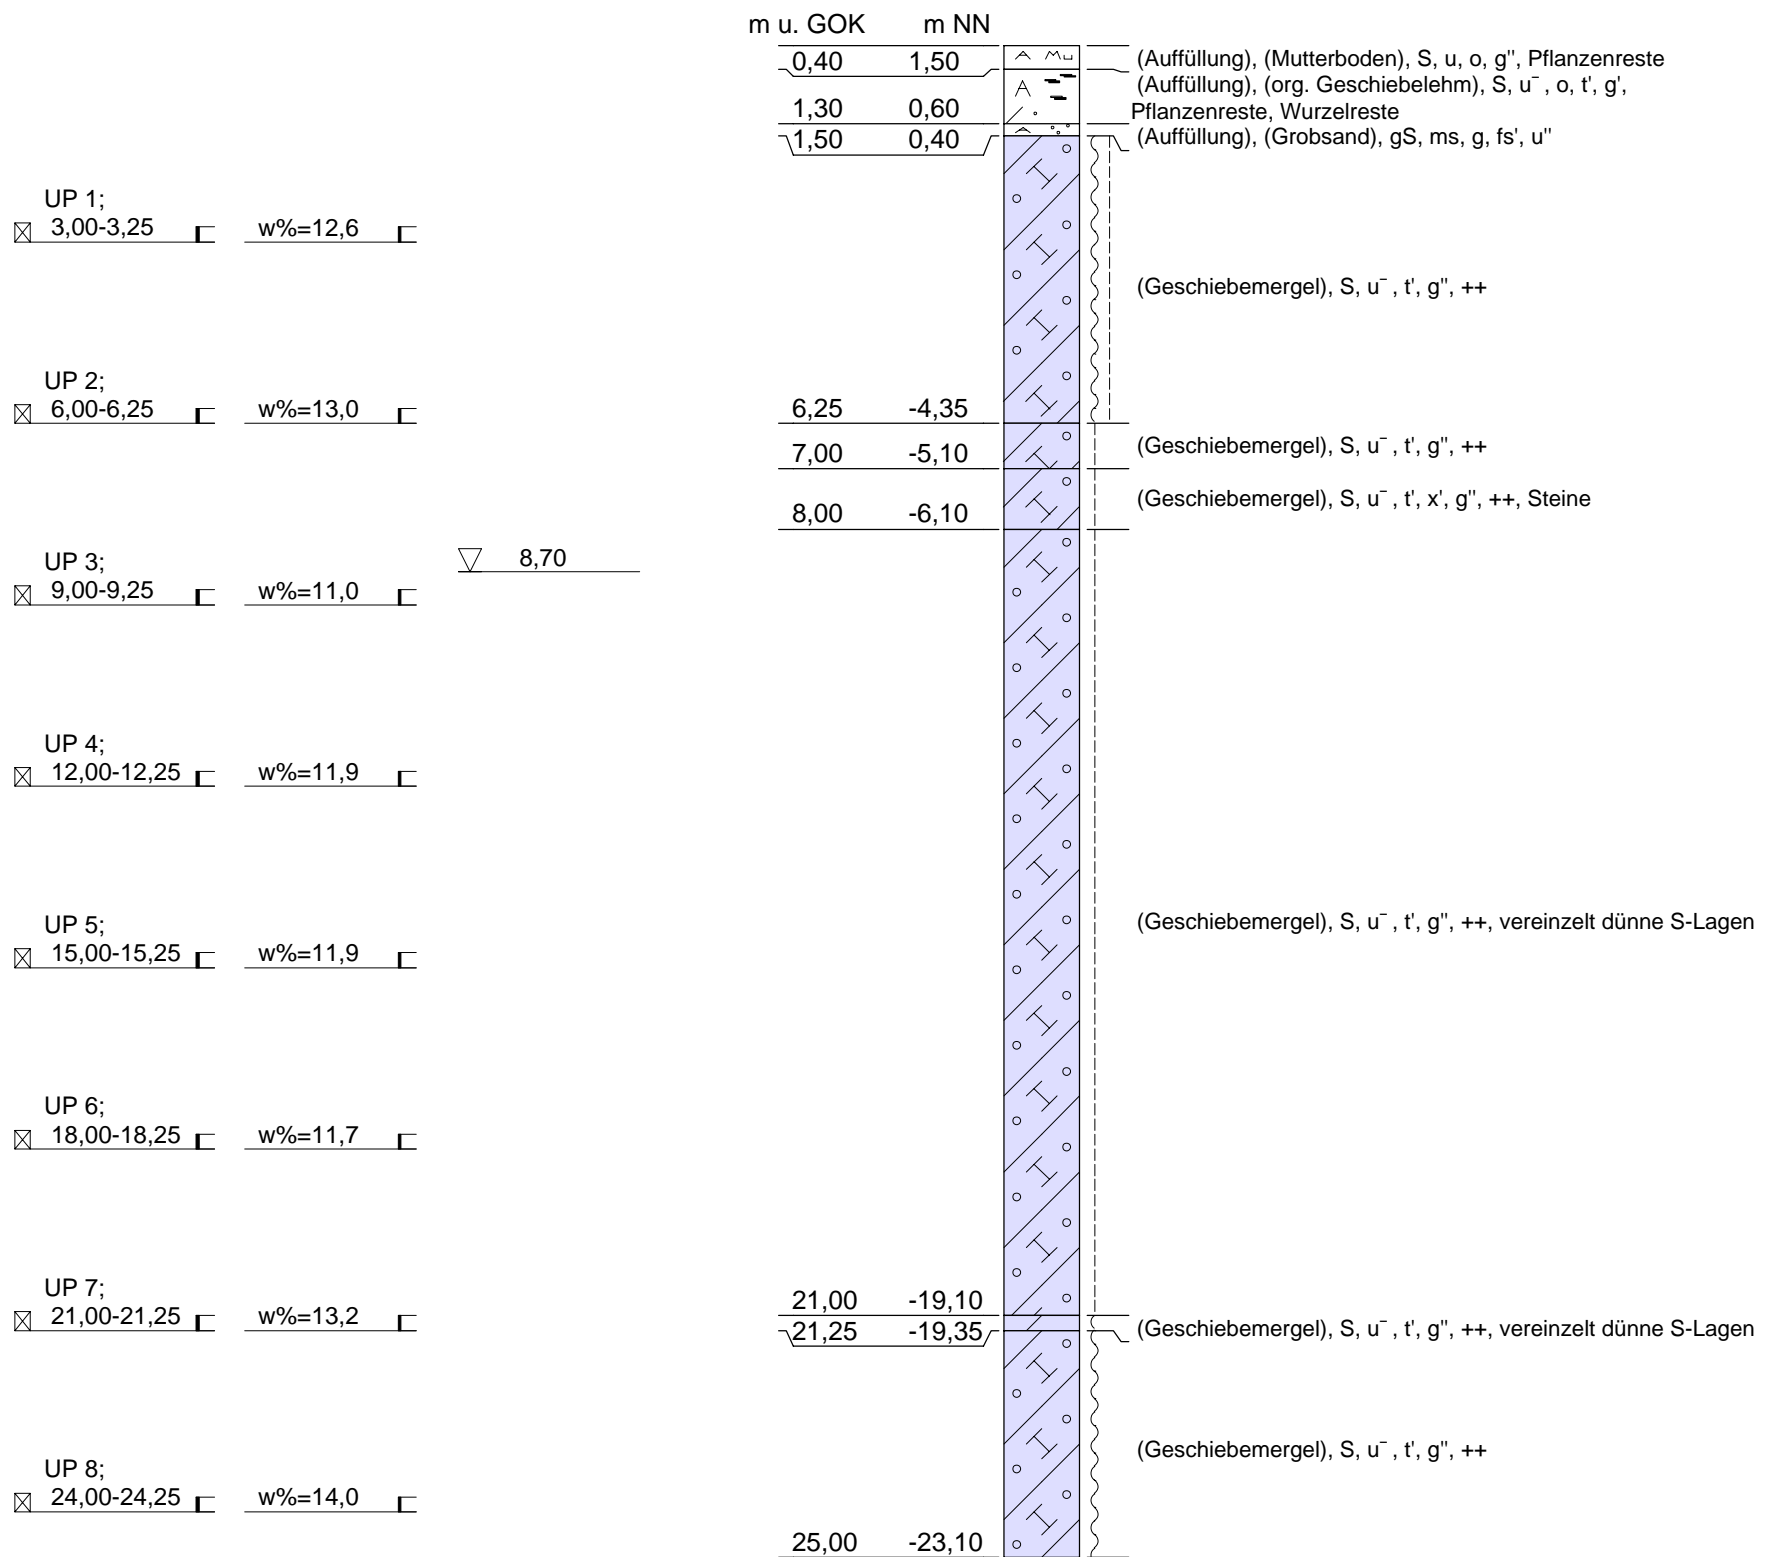 m u. GOK m NN
0,40 1,50 (Auffüllung), (Mutterboden), S, u, o, g", Pflanzenreste
(Auffüllung), (org. Geschiebelehm), S, u¯, o, t', g',
1,30 0,60 Pflanzenreste, Wurzelreste
1,50 0,40 (Auffüllung), (Grobsand), gS, ms, g, fs', u"
UP 1;
3,00-3,25 w%=12,6
(Geschiebemergel), S, u¯, t', g", ++
UP 2;
6,00-6,25 w%=13,0 6,25 -4,35
(Geschiebemergel), S, u¯, t', g", ++
7,00 -5,10
(Geschiebemergel), S, u¯, t', x', g", ++, Steine
8,00 -6,10
8,70
UP 3;
9,00-9,25 w%=11,0
UP 4;
12,00-12,25 w%=11,9
(Geschiebemergel), S, u¯, t', g", ++, vereinzelt dünne S-Lagen
UP 5;
15,00-15,25 w%=11,9
UP 6;
18,00-18,25 w%=11,7
UP 7;
21,00 -19,10
21,00-21,25 w%=13,2
21,25 -19,35 (Geschiebemergel), S, u¯, t', g", ++, vereinzelt dünne S-Lagen
(Geschiebemergel), S, u¯, t', g", ++
UP 8;
24,00-24,25 w%=14,0
25,00 -23,10
A Mu
A
A